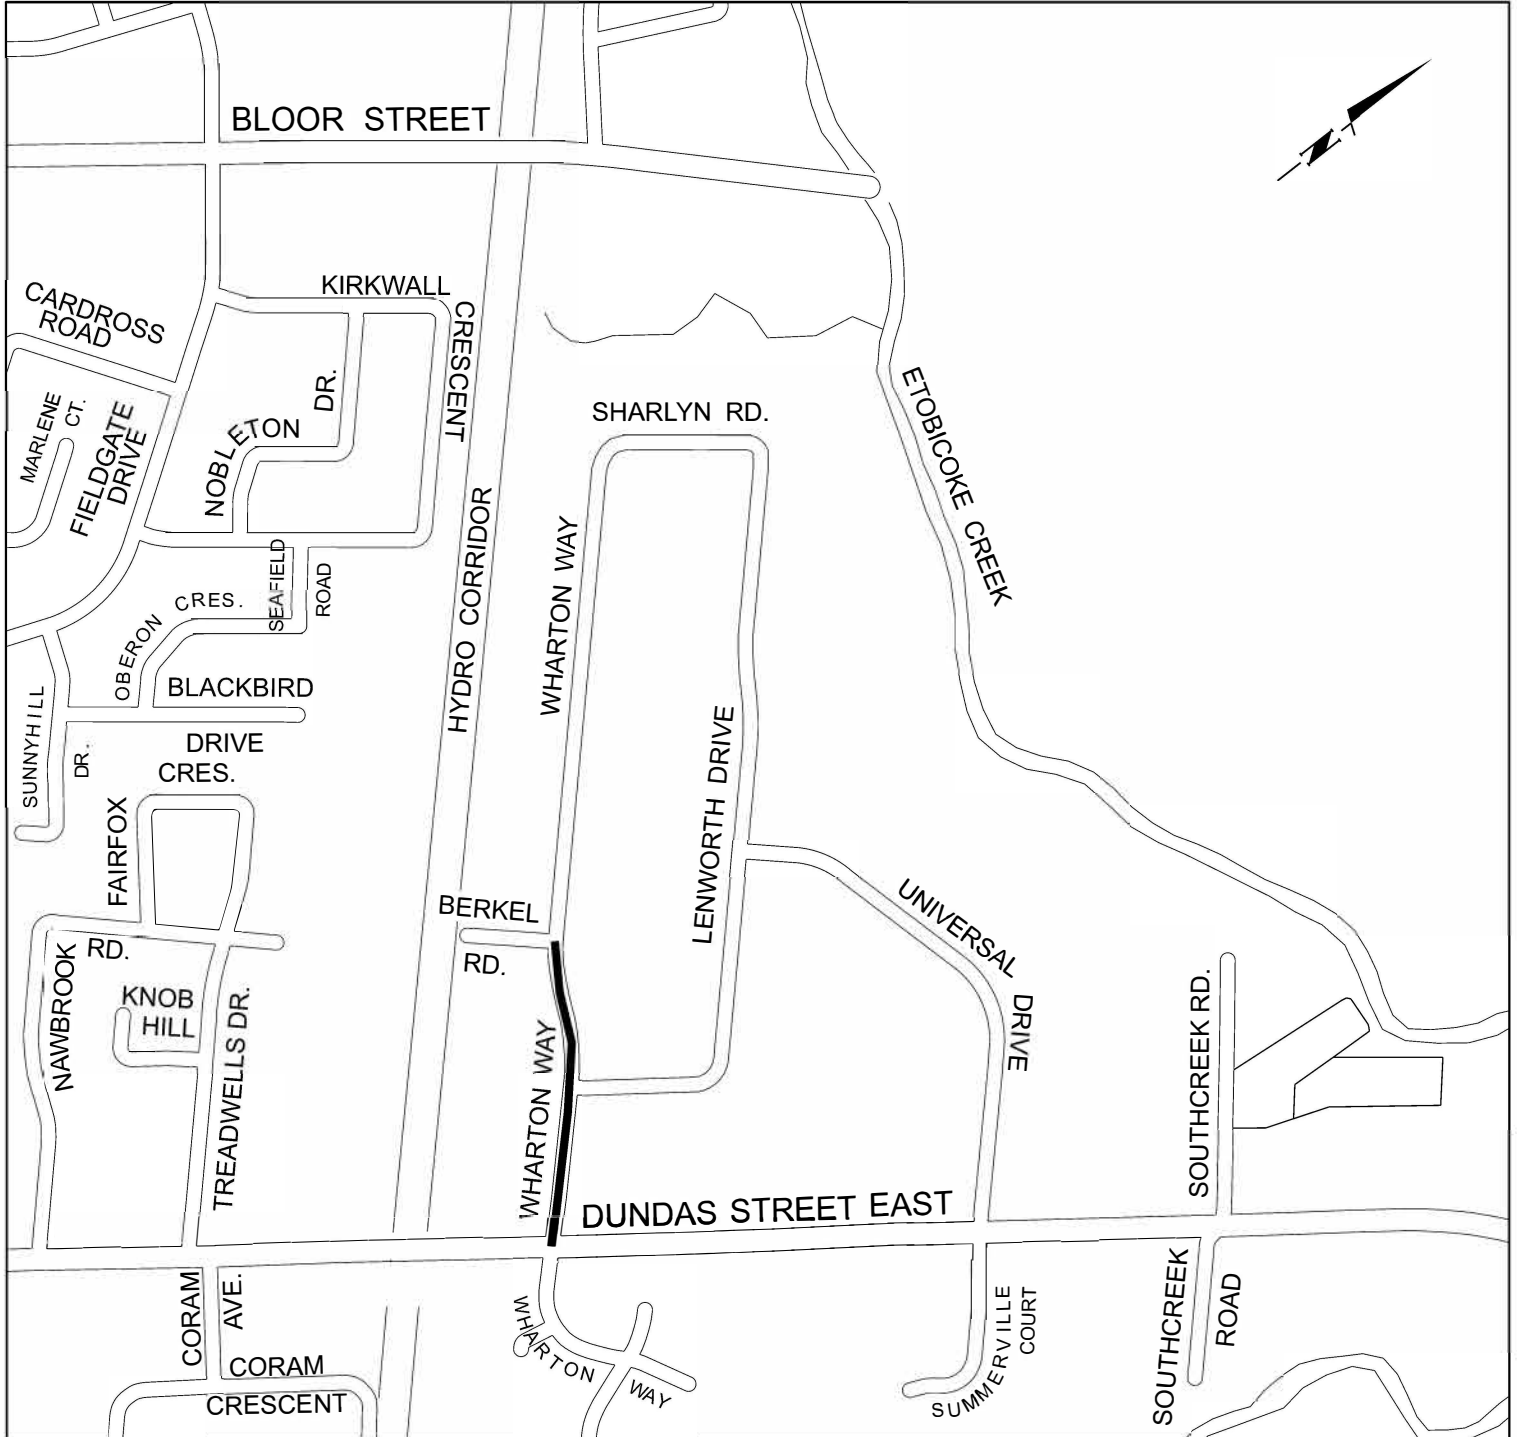 BLOOR STREET
N
CARDROSS
ROAD
KIRKWALL
CRESCENT
MARLENE
CT.
FIELDGATE
DRIVE
NOBLETON
DR.
SHARLYN RD.
ETOBICOKE CREEK
HYDRO CORRIDOR
WHARTON WAY
SEAFIELD
ROAD
OBERON
CRES.
BLACKBIRD
DRIVE
SUNNYHILL
DR.
CRES.
FAIRFOX
LENWORTH DRIVE
BERKEL
RD.
UNIVERSAL
DRIVE
NAWBROOK
RD.
KNOB
HILL
TREADWELLS DR.
WHARTON WAY
SOUTHCREEK RD.
DUNDAS STREET EAST
CORAM
AVE.
CORAM
CRESCENT
WHARTON
WAY
SUMMERVILLE
COURT
SOUTHCREEK
ROAD